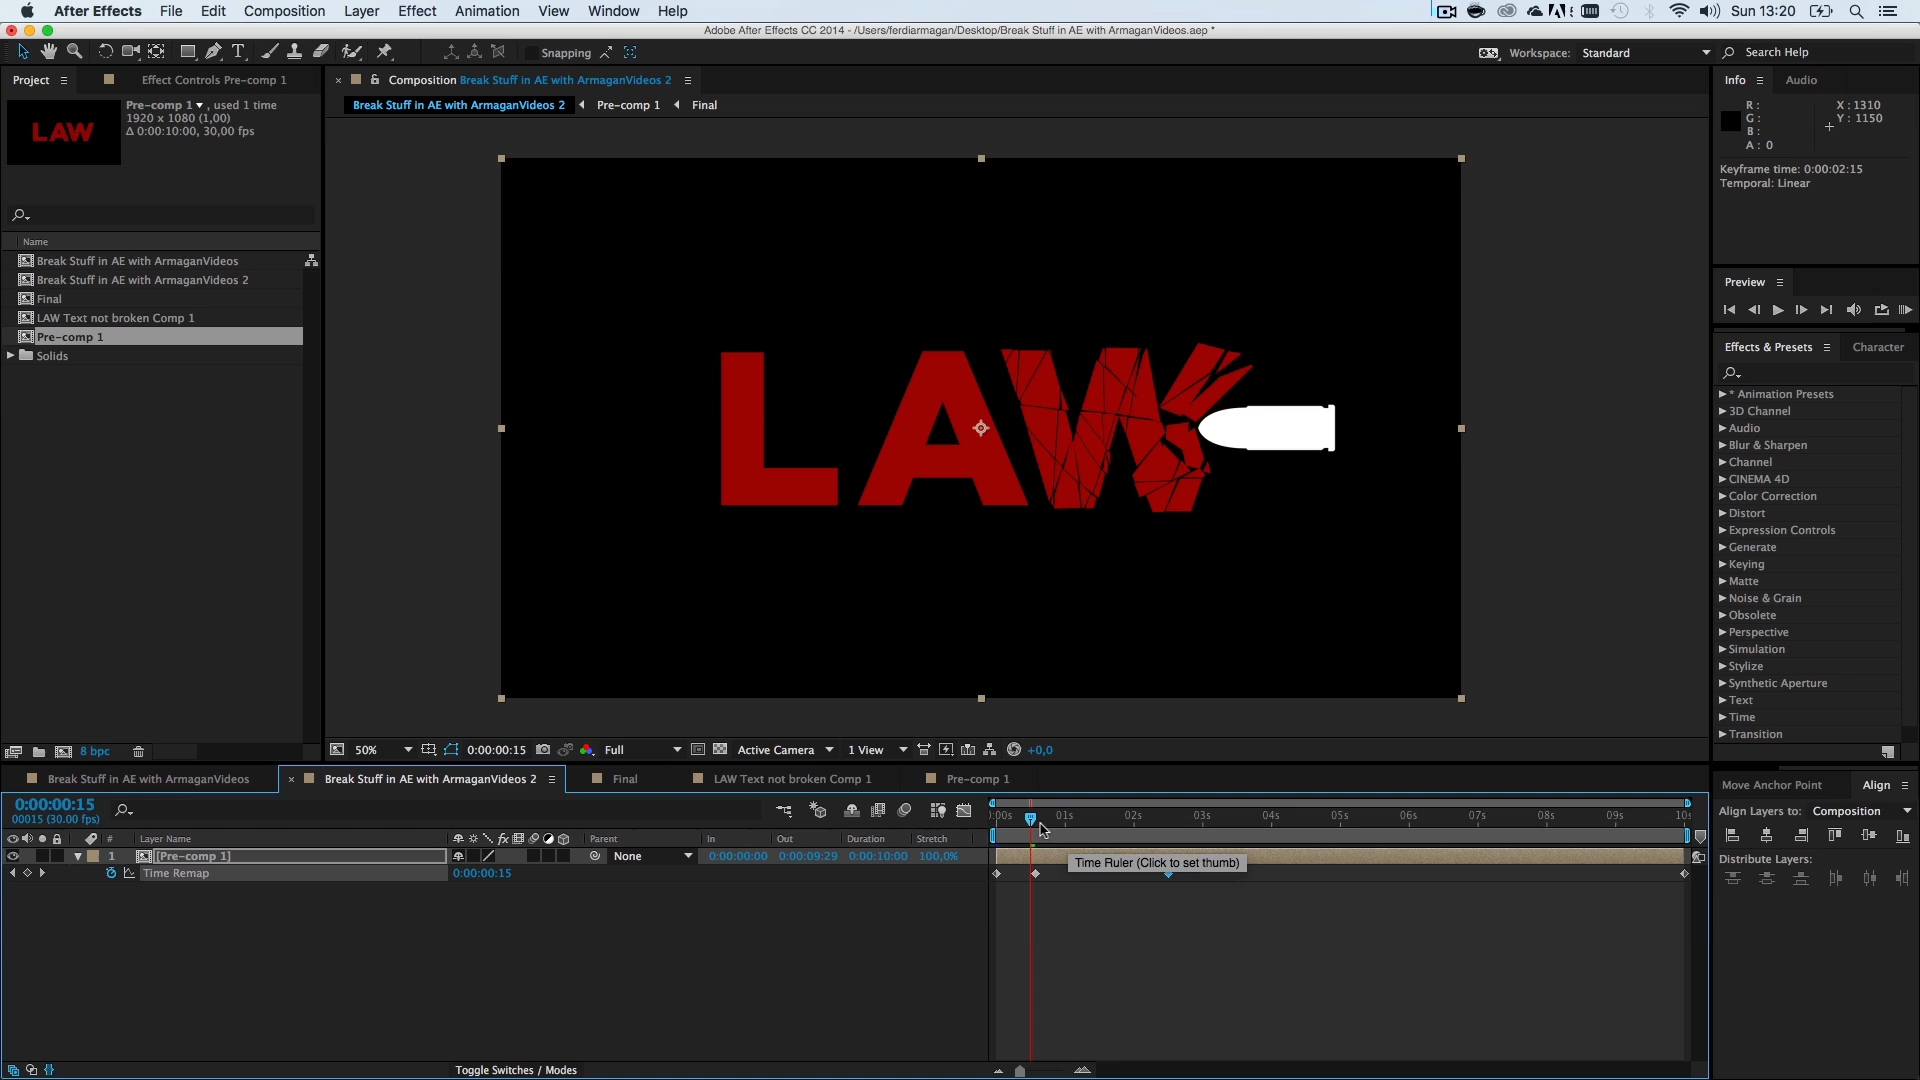 After Effects File Edit Composition Layer Effect Animation View Window Help
Sun 13:20
Adobe After Effects CC 2014 - /Users/ferdiarmagan/Desktop/Break Stuff in AE with ArmaganVideos.aep *
Snapping
Workspace: Standard
Search Help
Project
Effect Controls Pre-comp 1
Composition Break Stuff in AE with ArmaganVideos 2
Info Audio
Break Stuff in AE with ArmaganVideos 2 Pre-comp 1 Final
Pre-comp 1 , used 1 time
1920 x 1080 (1,00)
Δ 0:00:10:00, 30,00 fps
LAW
R :
G :
B :
A : 0
X : 1310
Y : 1150
Keyframe time: 0:00:02:15
Temporal: Linear
Name
Break Stuff in AE with ArmaganVideos
Break Stuff in AE with ArmaganVideos 2
Final
LAW Text not broken Comp 1
Pre-comp 1
Solids
LAW
Preview
Effects & Presets Character
* Animation Presets
3D Channel
Audio
Blur & Sharpen
Channel
CINEMA 4D
Color Correction
Distort
Expression Controls
Generate
Keying
Matte
Noise & Grain
Obsolete
Perspective
Simulation
Stylize
Synthetic Aperture
Text
Time
Transition
8 bpc
50% 0:00:00:15 Full Active Camera 1 View +0,0
Break Stuff in AE with ArmaganVideos
Break Stuff in AE with ArmaganVideos 2
Final
LAW Text not broken Comp 1
Pre-comp 1
Move Anchor Point Align
0:00:00:15
00015 (30.00 fps)
:00s 01s 02s 03s 04s 05s 06s 07s 08s 09s 10s
Align Layers to: Composition
# Layer Name Parent In Out Duration Stretch
1 [Pre-comp 1] None 0:00:00:00 0:00:09:29 0:00:10:00 100,0%
Time Ruler (Click to set thumb)
Distribute Layers:
Time Remap 0:00:00:15
Toggle Switches / Modes